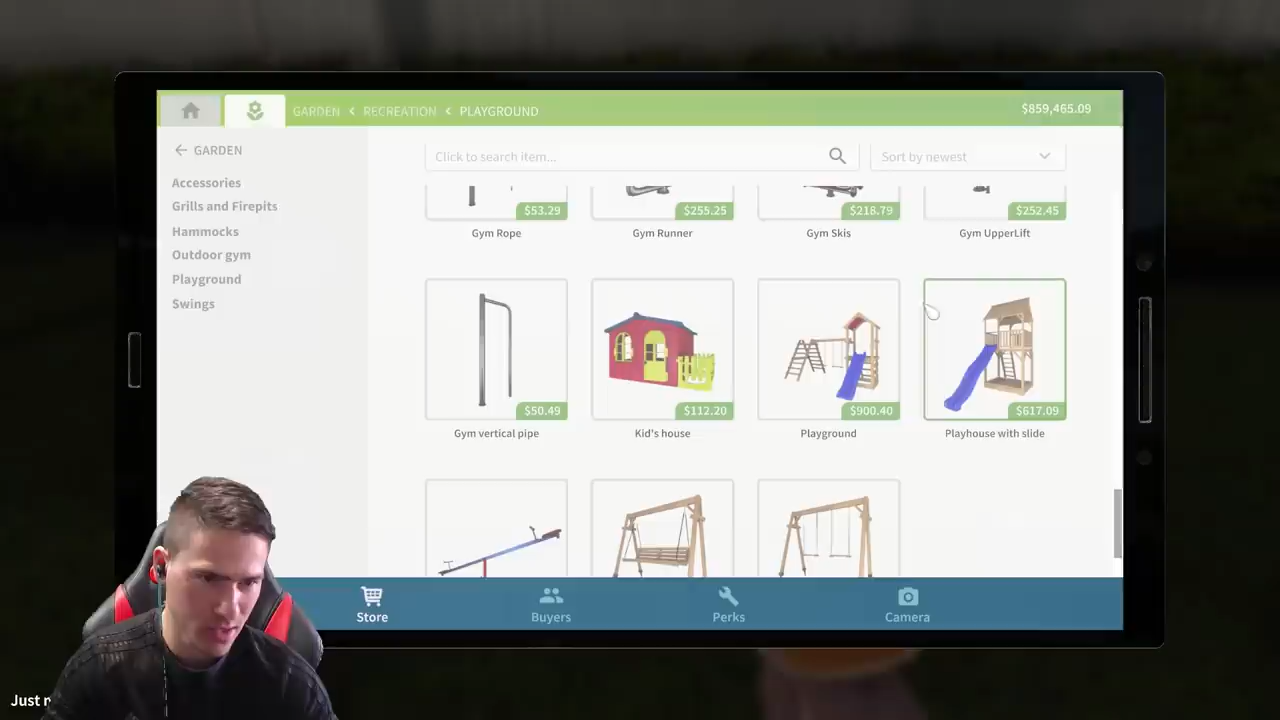 GARDEN < RECREATION < PLAYGROUND
$859,465.09
GARDEN
Click to search item...
Sort by newest
Accessories
Grills and Firepits
Hammocks
Outdoor gym
Playground
Swings
$53.29
$255.25
$218.79
$252.45
Gym Rope
Gym Runner
Gym Skis
Gym UpperLift
$50.49
$112.20
$900.40
$617.09
Gym vertical pipe
Kid's house
Playground
Playhouse with slide
Store
Buyers
Perks
Camera
Just